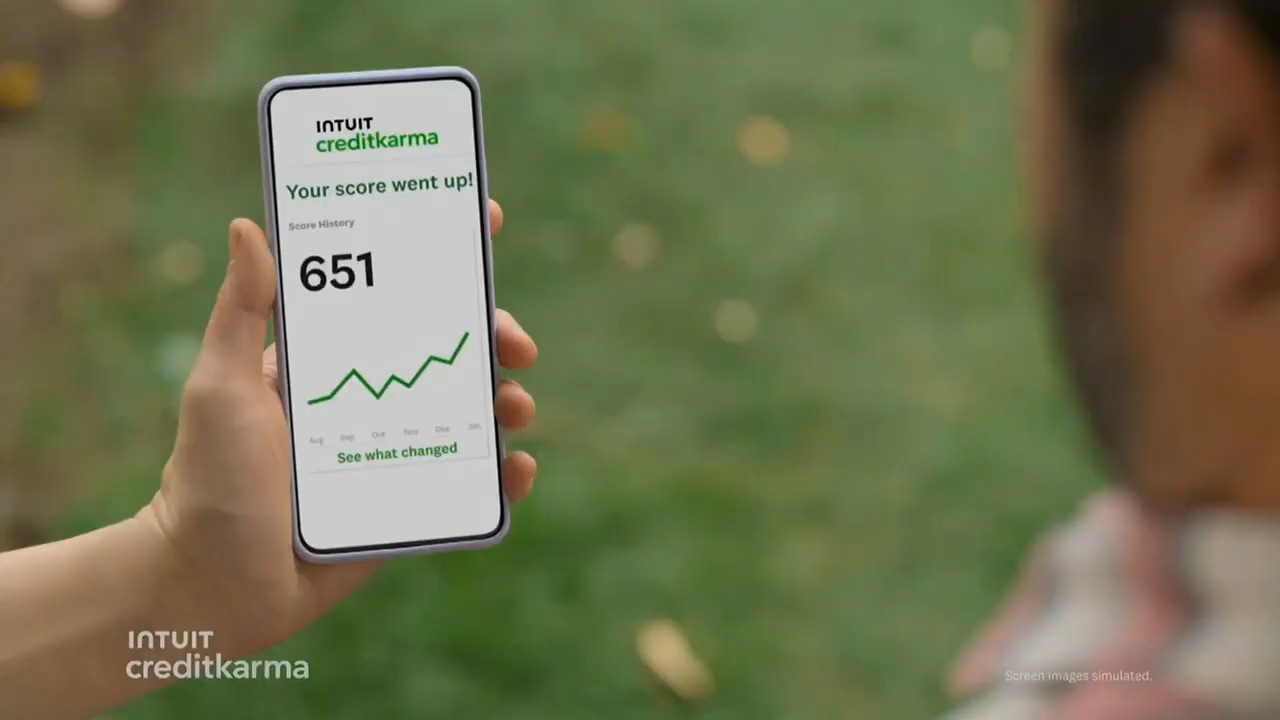 INTUIT
creditkarma
Your score went up!
Score History
651
Aug Sep Oct Nov Dec Jan
See what changed
INTUIT
creditkarma
Screen images simulated.